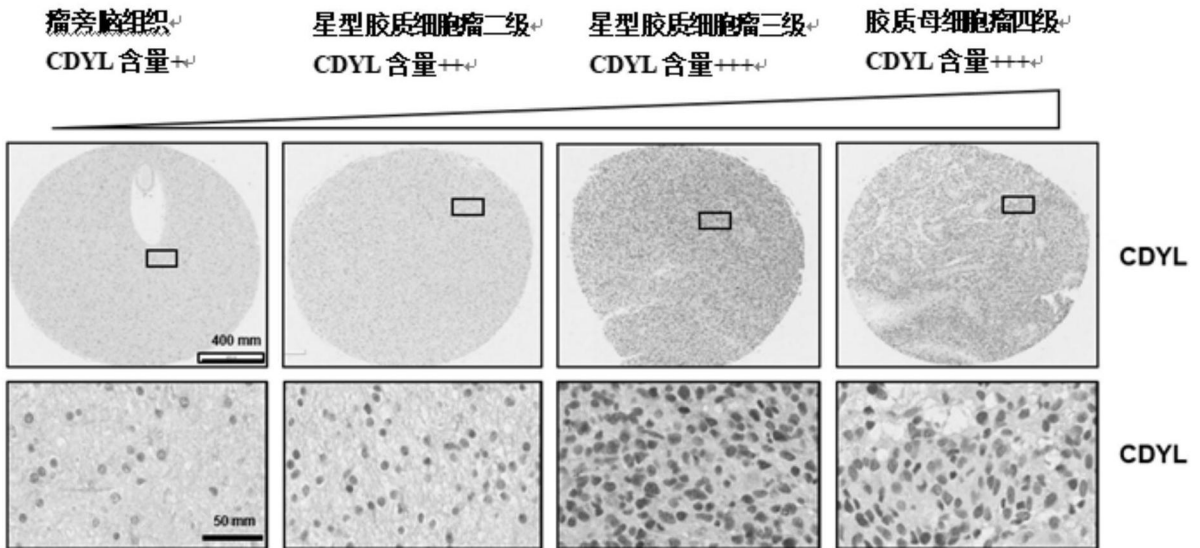 瘤旁脑组织
CDYL 含量+
星型胶质细胞瘤二级
CDYL 含量++
星型胶质细胞瘤三级
CDYL 含量+++
胶质母细胞瘤四级
CDYL 含量+++
CDYL
400 mm
CDYL
50 mm